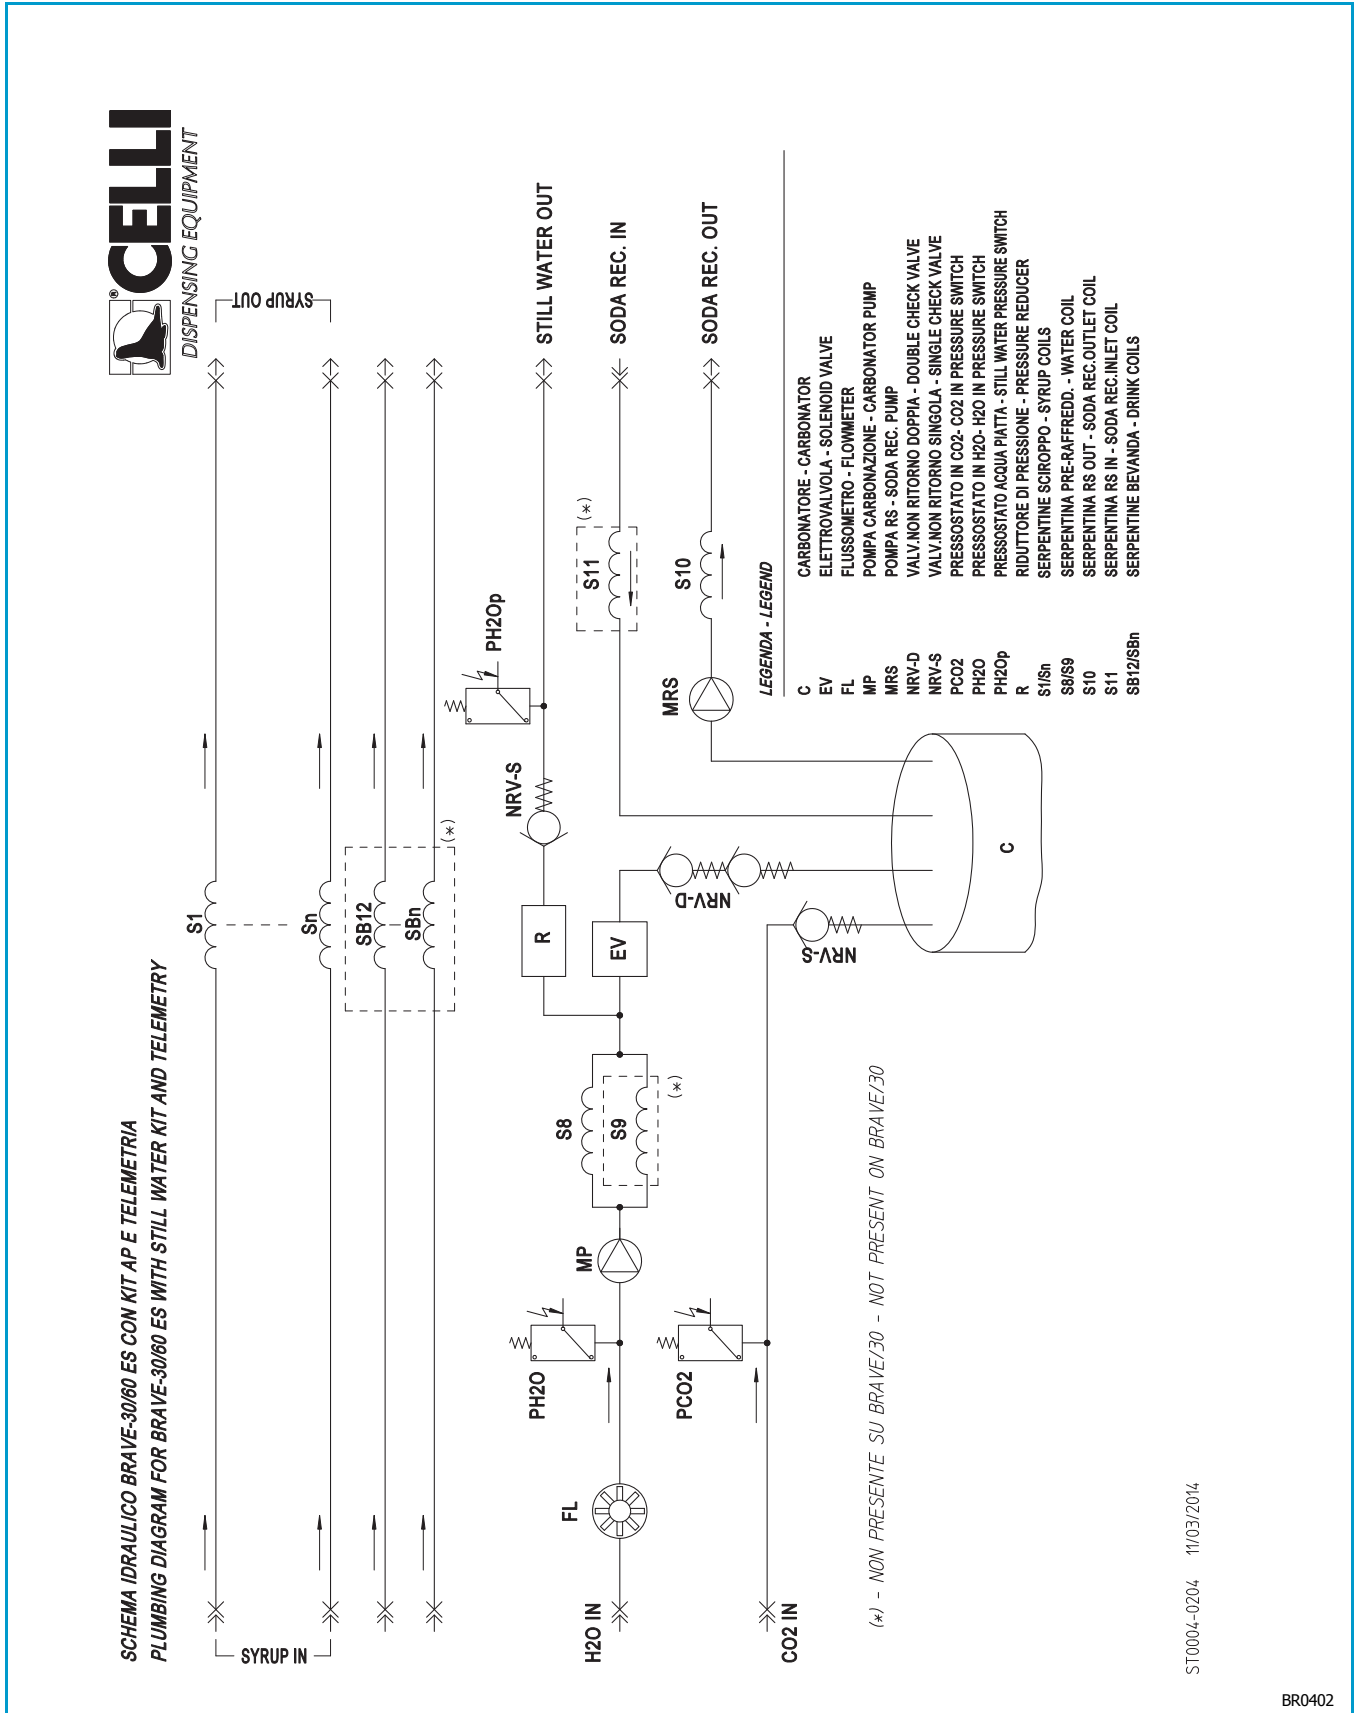 SCHEMA IDRAULICO BRAVE-30/60 ES CON KIT AP E TELEMETRIA
PLUMBING DIAGRAM FOR BRAVE-30/60 ES WITH STILL WATER KIT AND TELEMETRY
®
CELLI
DISPENSING EQUIPMENT
SYRUP IN
SYRUP OUT
S1
Sn
SB12
SBn
(*)
H2O IN
FL
PH2O
MP
S8
S9
(*)
R
EV
NRV-S
PH2Op
STILL WATER OUT
NRV-D
S11
(*)
SODA REC. IN
MRS
S10
SODA REC. OUT
CO2 IN
PCO2
NRV-S
C
LEGENDA - LEGEND
C CARBONATORE - CARBONATOR
EV ELETTROVALVOLA - SOLENOID VALVE
FL FLUSSOMETRO - FLOWMETER
MP POMPA CARBONAZIONE - CARBONATOR PUMP
MRS POMPA RS - SODA REC. PUMP
NRV-D VALV.NON RITORNO DOPPIA - DOUBLE CHECK VALVE
NRV-S VALV.NON RITORNO SINGOLA - SINGLE CHECK VALVE
PCO2 PRESSOSTATO IN CO2- CO2 IN PRESSURE SWITCH
PH2O PRESSOSTATO IN H2O- H2O IN PRESSURE SWITCH
PH2Op PRESSOSTATO ACQUA PIATTA - STILL WATER PRESSURE SWITCH
R RIDUTTORE DI PRESSIONE - PRESSURE REDUCER
S1/Sn SERPENTINE SCIROPPO - SYRUP COILS
S8/S9 SERPENTINA PRE-RAFFREDD. - WATER COIL
S10 SERPENTINA RS OUT - SODA REC.OUTLET COIL
S11 SERPENTINA RS IN - SODA REC.INLET COIL
SB12/SBn SERPENTINE BEVANDA - DRINK COILS
(*) - NON PRESENTE SU BRAVE/30 - NOT PRESENT ON BRAVE/30
ST0004-0204 11/03/2014
BR0402